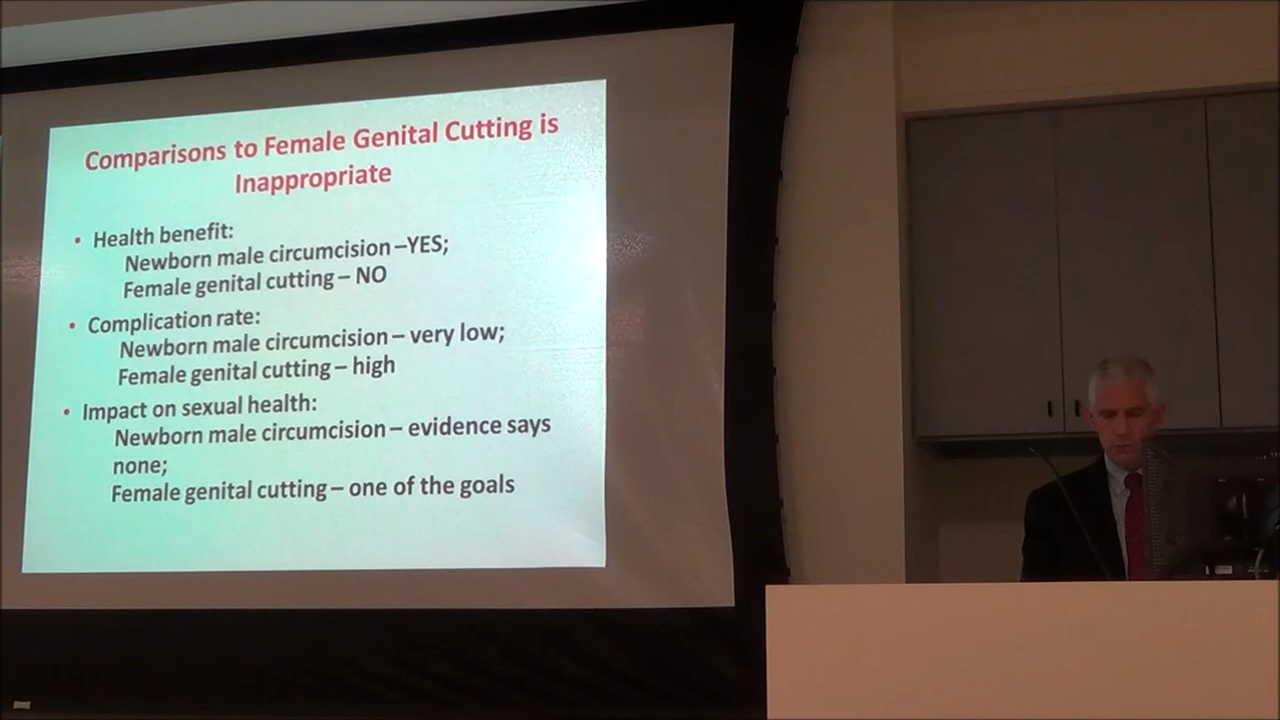 Comparisons to Female Genital Cutting is
Inappropriate
• Health benefit:
Newborn male circumcision –YES;
Female genital cutting – NO
• Complication rate:
Newborn male circumcision – very low;
Female genital cutting – high
• Impact on sexual health:
Newborn male circumcision – evidence says
none;
Female genital cutting – one of the goals